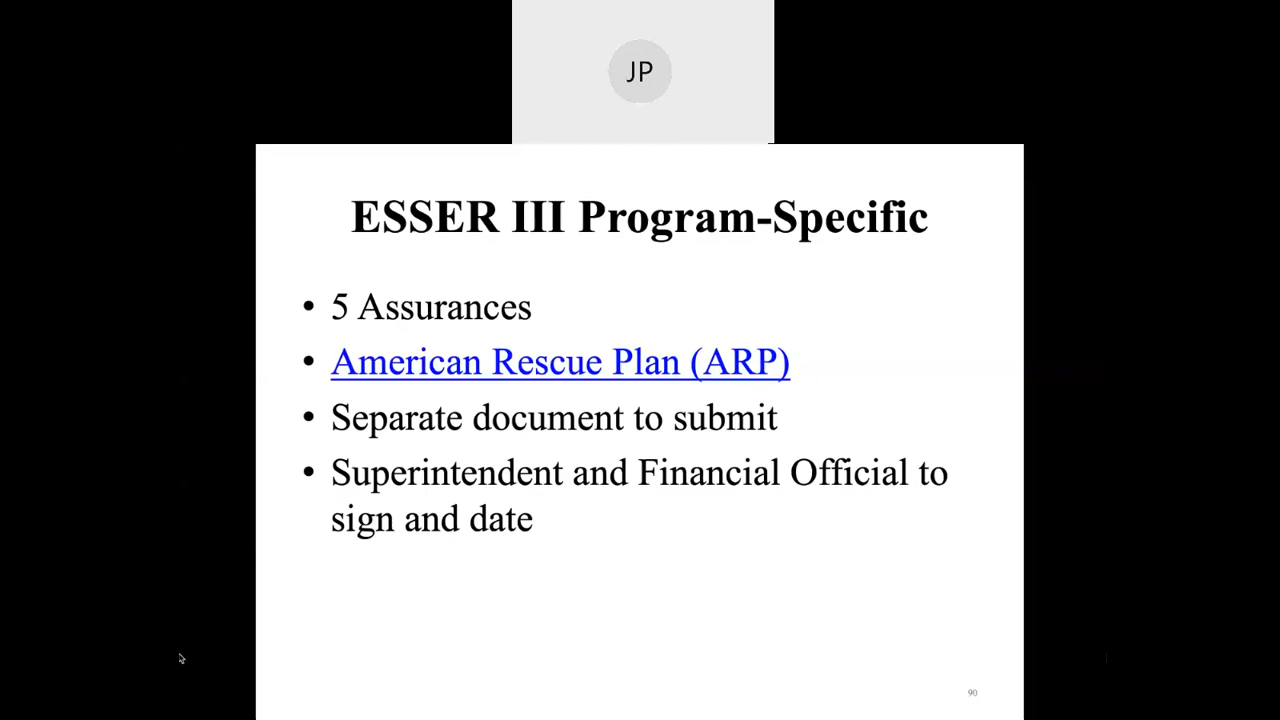 JP
ESSER III Program-Specific
• 5 Assurances
• American Rescue Plan (ARP)
• Separate document to submit
• Superintendent and Financial Official to
sign and date
90